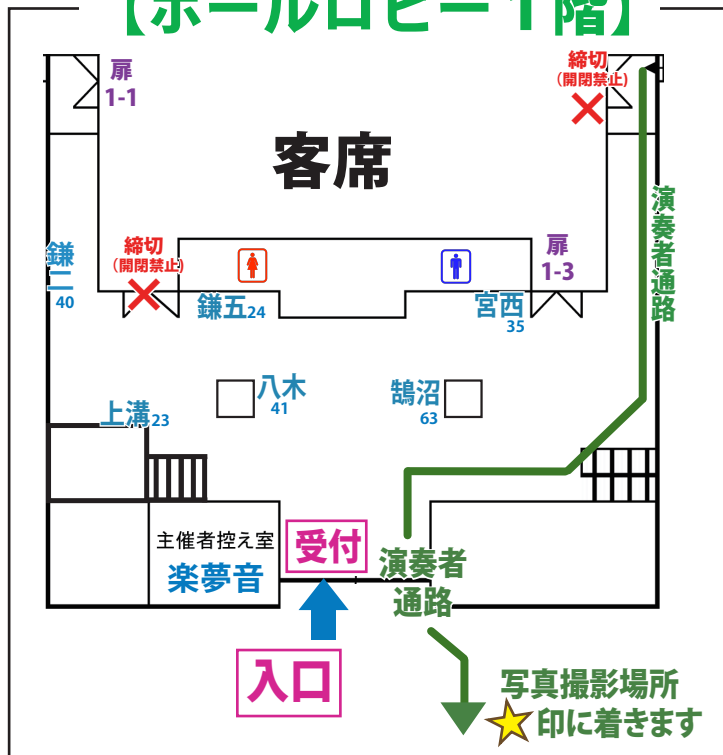 【ホールロビー1階】
扉
1-1
締切
(開閉禁止)
客席
演奏者通路
鎌二
40
締切
(開閉禁止)
扉
1-3
鎌五24
宮西
35
八木
41
鵠沼
63
上溝23
主催者控え室
楽夢音
受付
演奏者
通路
入口
写真撮影場所
印に着きます